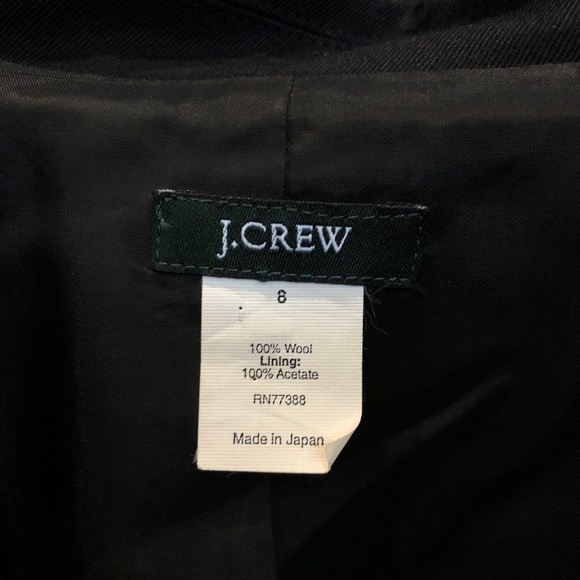 J.CREW
8
100% Wool
Lining:
100% Acetate
RN77388
Made in Japan